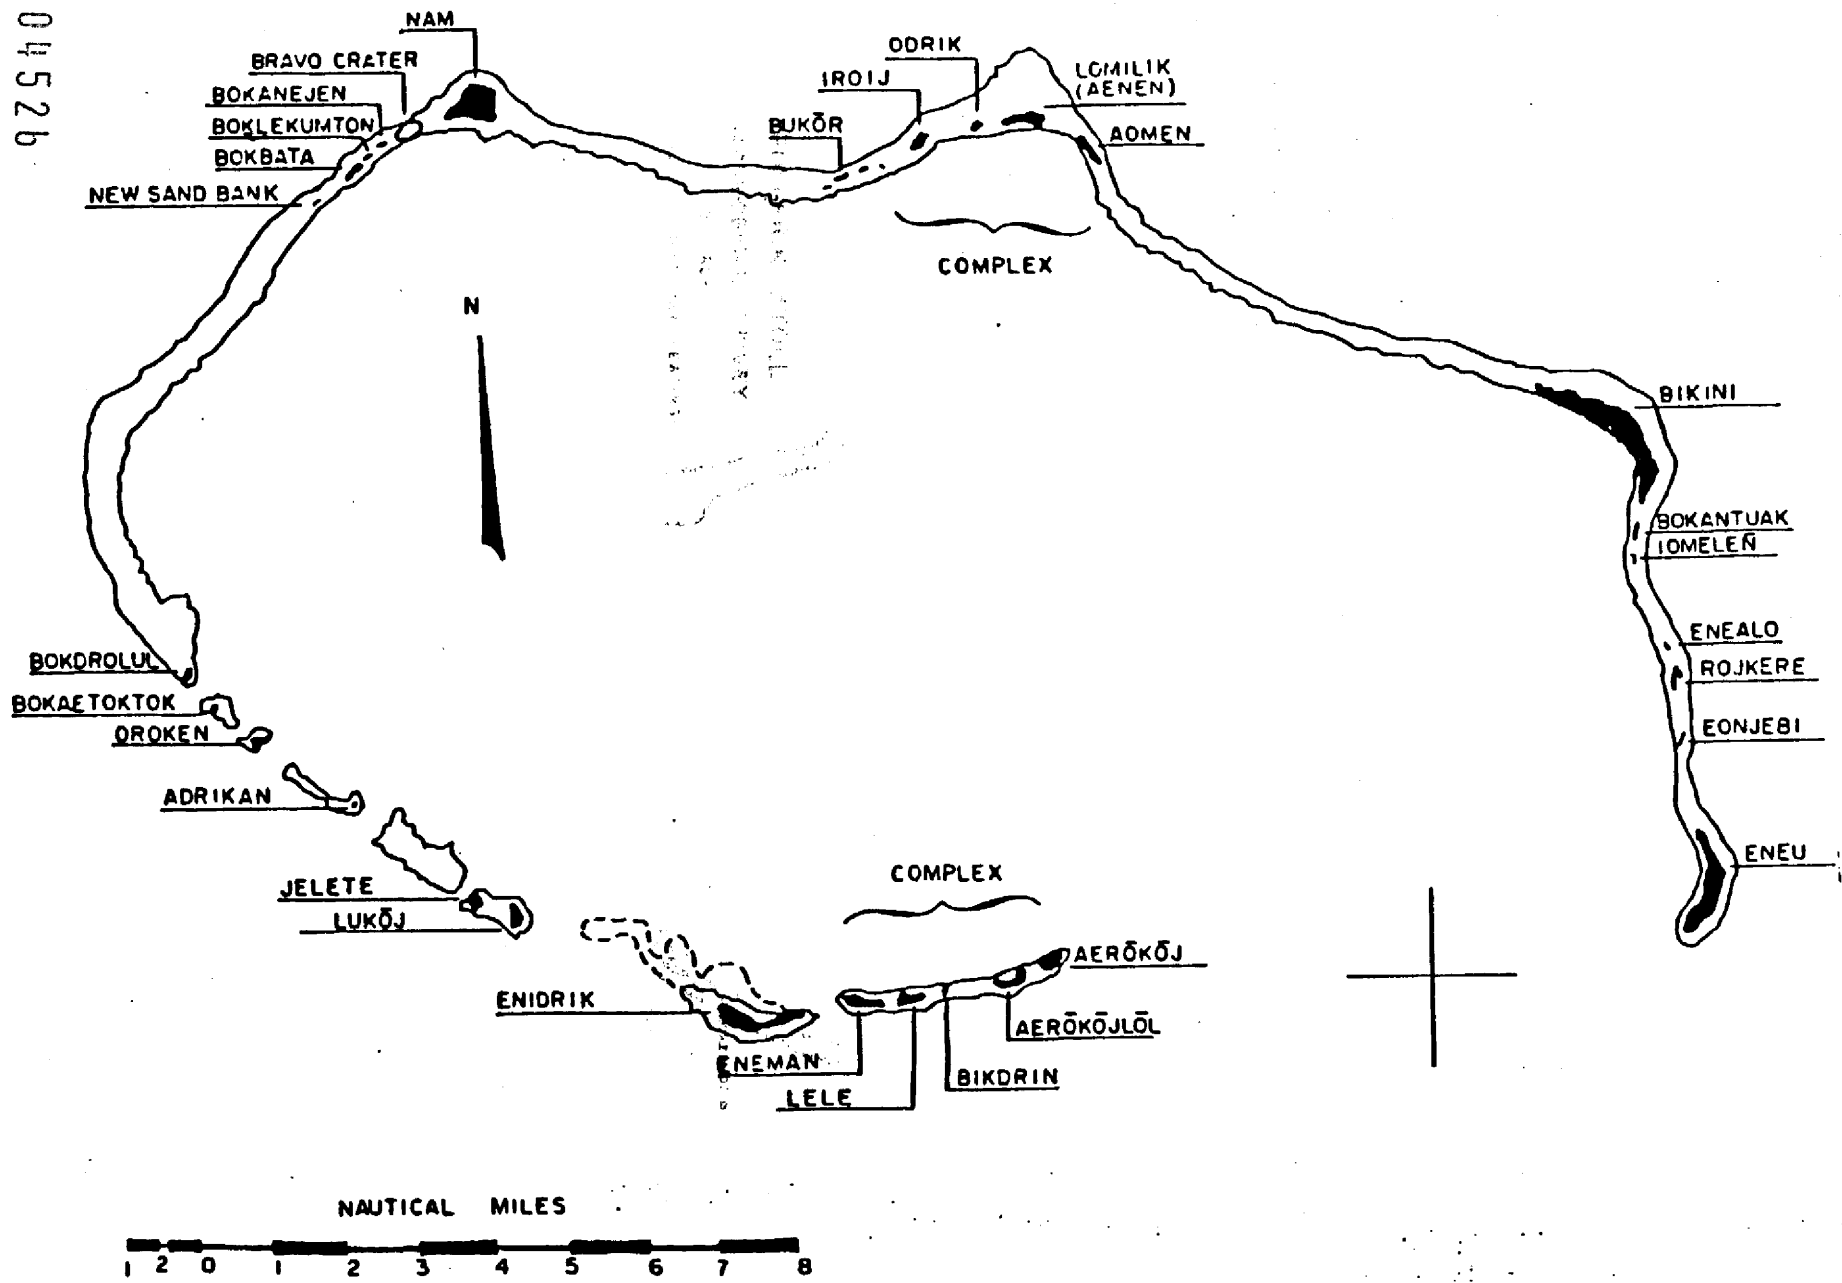 04526
NAM
BRAVO CRATER
BOKANEJEN
BOKLEKUMTON
BOKBATA
NEW SAND BANK
ODRIK
IROIJ
BUKŌR
LOMILIK
(AENEN)
AOMEN
COMPLEX
N
BIKINI
BOKANTUAK
IOMELEN̄
ENEALO
ROJKERE
EONJEBI
ENEU
BOKDROLUL
BOKAETOKTOK
OROKEN
ADRIKAN
JELETE
LUKŌJ
COMPLEX
ENIDRIK
AERŌKŌJ
AERŌKŌJLŌL
ENEMAN
BIKDRIN
LELE
NAUTICAL MILES
1 2 0 1 2 3 4 5 6 7 8